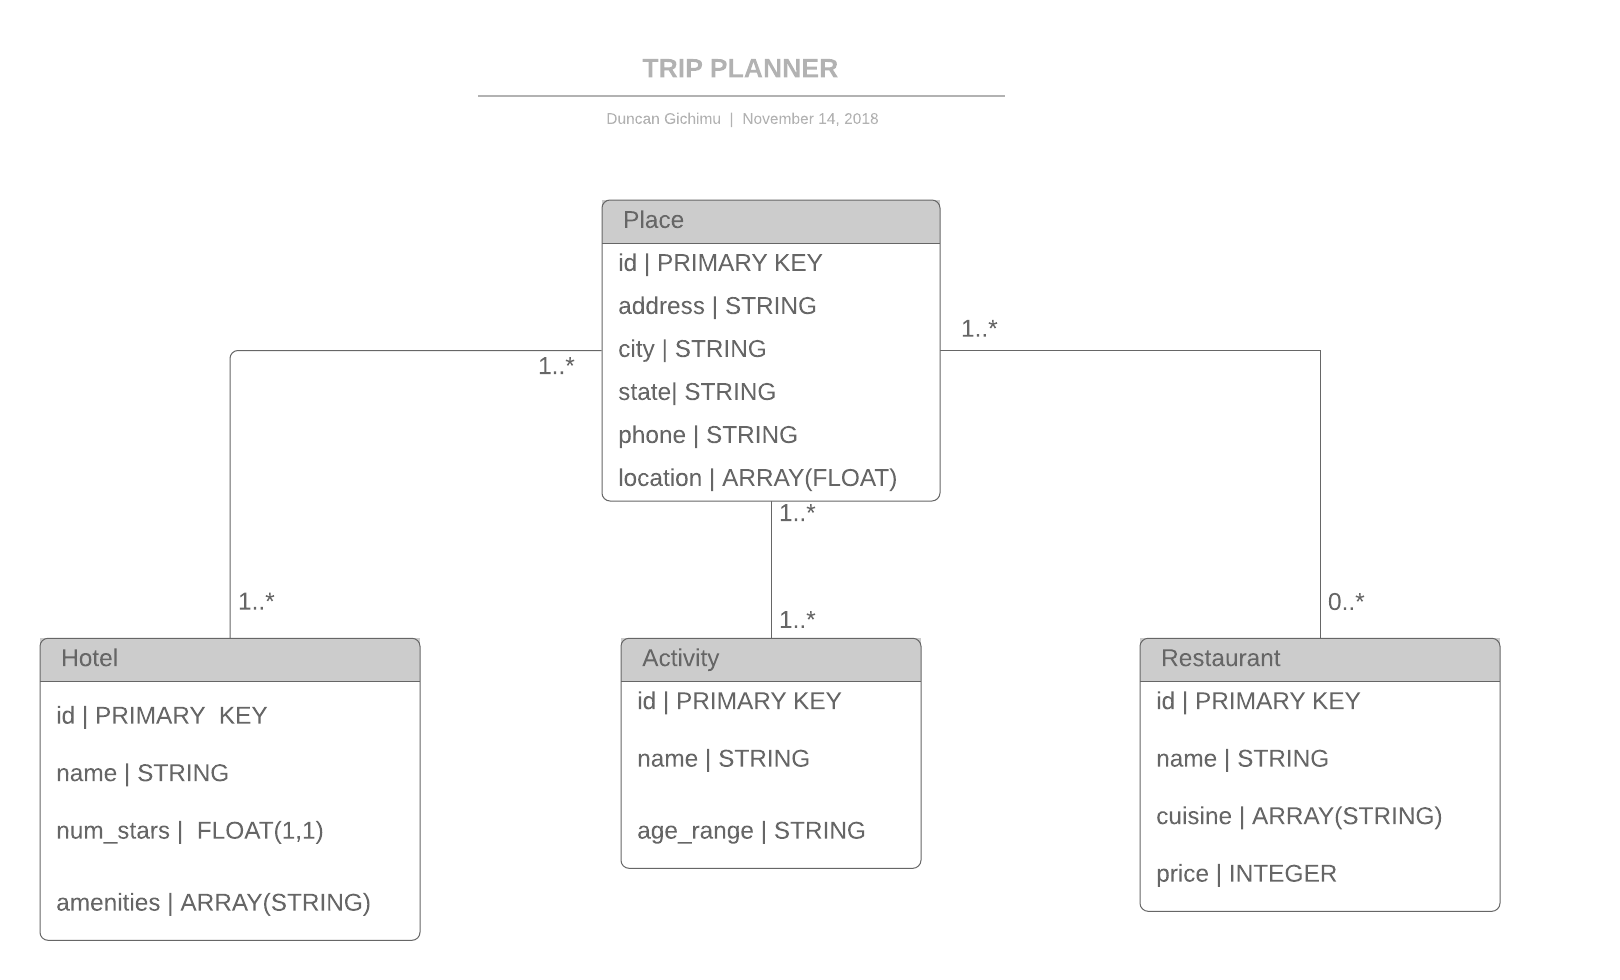 TRIP PLANNER
Duncan Gichimu | November 14, 2018
Place
id | PRIMARY KEY
address | STRING
city | STRING
state| STRING
phone | STRING
location | ARRAY(FLOAT)
1..*
1..*
1..*
1..*
1..*
0..*
Hotel
id | PRIMARY  KEY
name | STRING
num_stars |  FLOAT(1,1)
amenities | ARRAY(STRING)
Activity
id | PRIMARY KEY
name | STRING
age_range | STRING
Restaurant
id | PRIMARY KEY
name | STRING
cuisine | ARRAY(STRING)
price | INTEGER